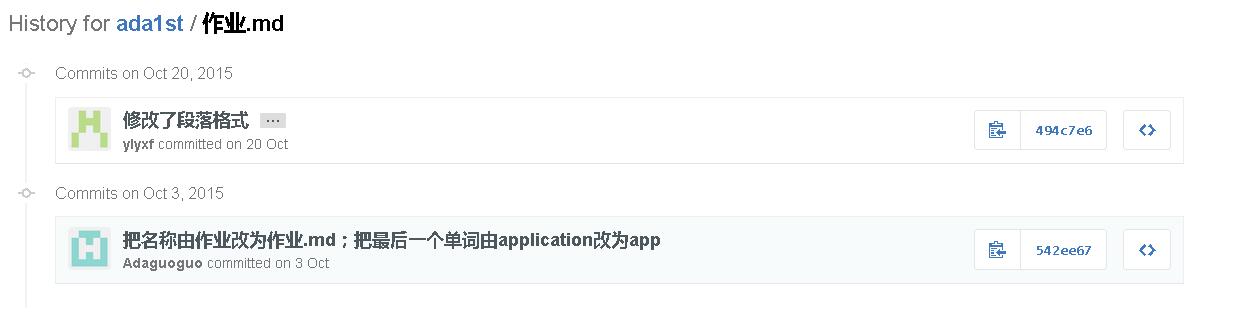 History for ada1st / 作业.md
Commits on Oct 20, 2015
修改了段落格式 ...
ylyxf committed on 20 Oct
494c7e6
Commits on Oct 3, 2015
把名称由作业改为作业.md；把最后一个单词由application改为app
Adaguoguo committed on 3 Oct
542ee67